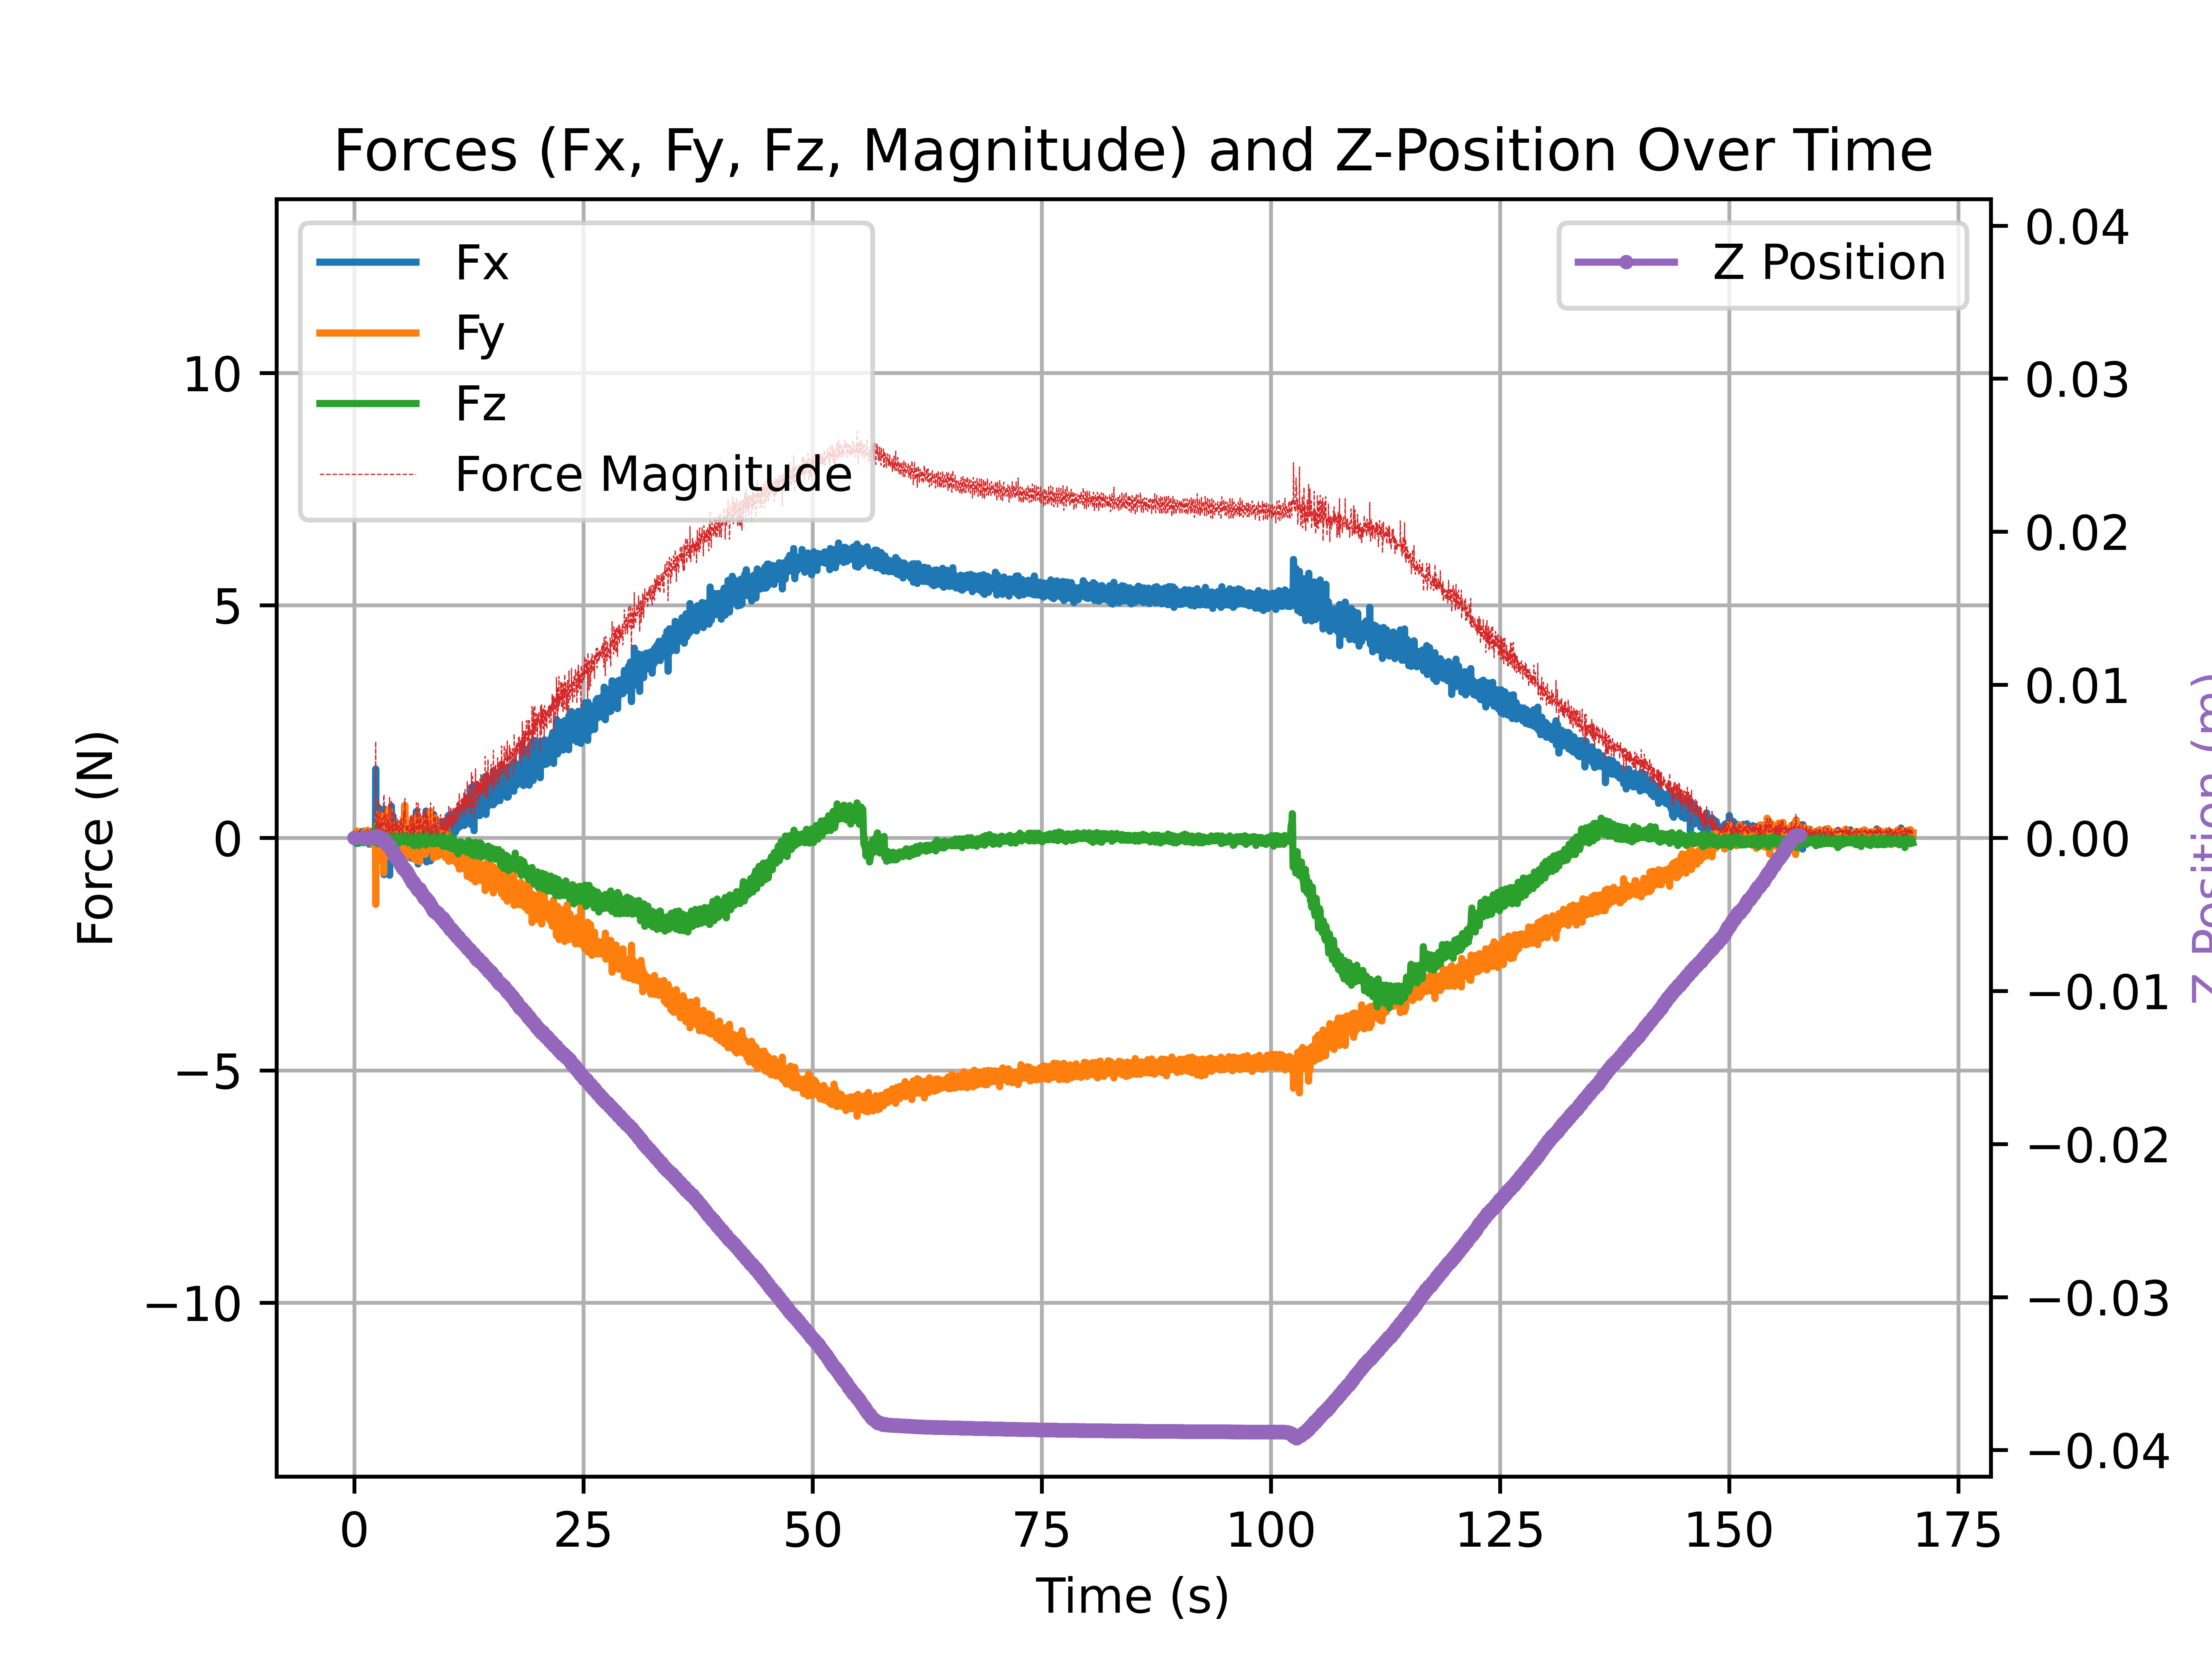 Forces (Fx, Fy, Fz, Magnitude) and Z-Position Over Time
Fx
Fy
Fz
Force Magnitude
Z Position
10
5
0
−5
−10
Force (N)
0.04
0.03
0.02
0.01
0.00
−0.01
−0.02
−0.03
−0.04
Z Position (m)
0 25 50 75 100 125 150 175
Time (s)